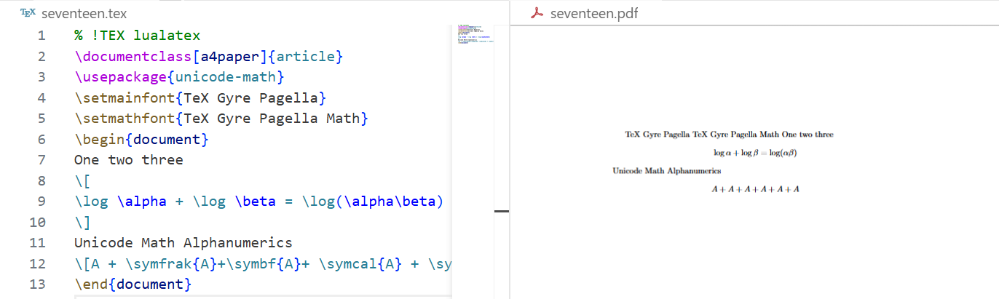 TEX seventeen.tex
seventeen.pdf
1 % !TEX lualatex
2 \documentclass[a4paper]{article}
3 \usepackage{unicode-math}
4 \setmainfont{TeX Gyre Pagella}
5 \setmathfont{TeX Gyre Pagella Math}
6 \begin{document}
7 One two three
8 \[
9 \log \alpha + \log \beta = \log(\alpha\beta)
10 \]
11 Unicode Math Alphanumerics
12 \[A + \symfrak{A}+\symbf{A}+ \symcal{A} + \sy
13 \end{document}
TeX Gyre Pagella TeX Gyre Pagella Math One two three
log α + log β = log(αβ)
Unicode Math Alphanumerics
A + A + A + A + A + A